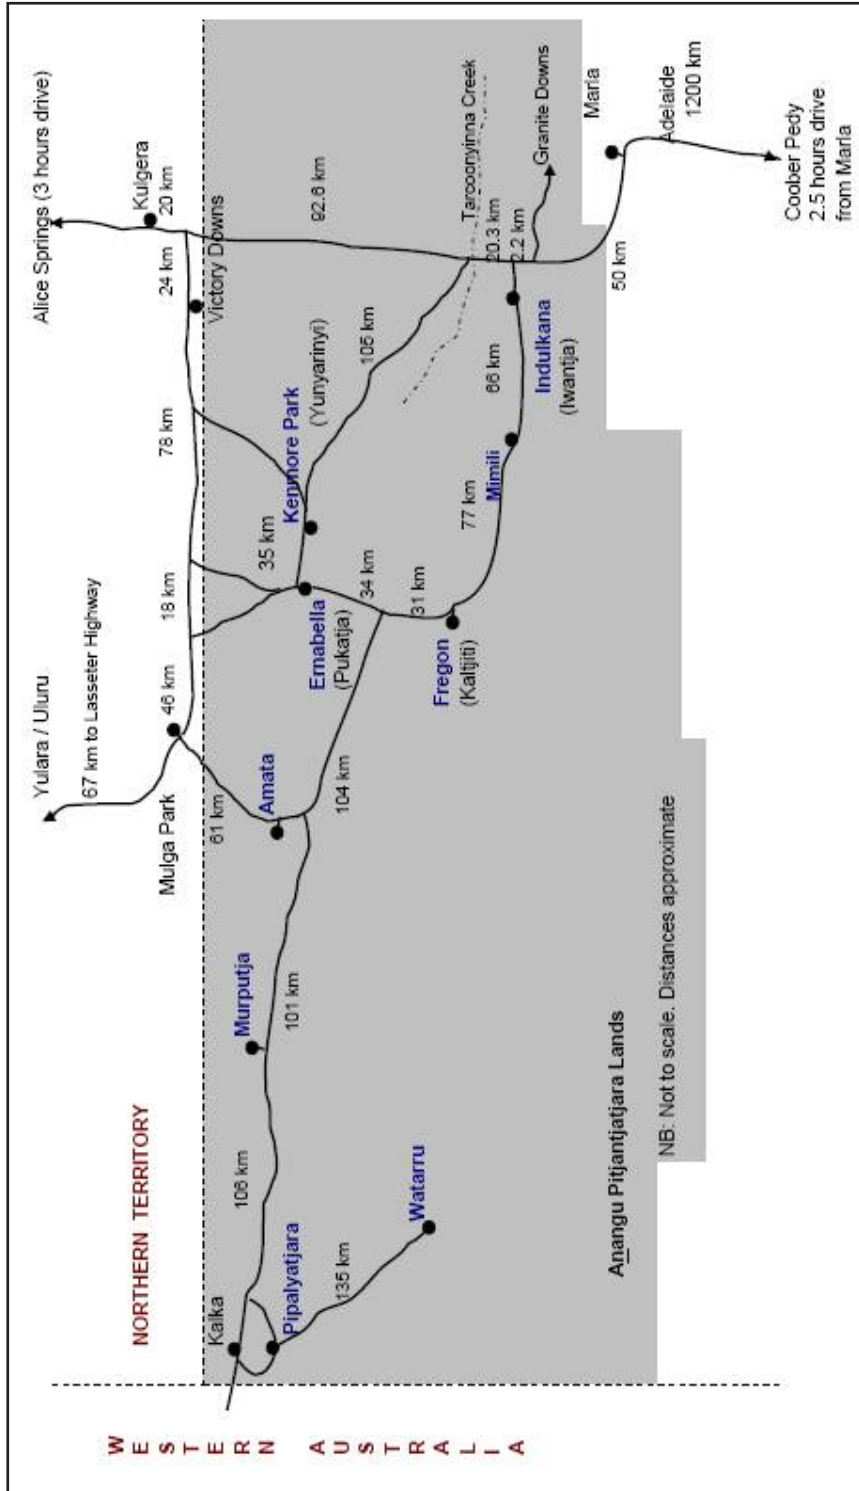 Alice Springs (3 hours drive)
Kulgera
20 km
24 km
Victory Downs
92.6 km
Tarcoonyinna Creek
Granite Downs
Marla
Adelaide
1200 km
Coober Pedy
2.5 hours drive
from Marla
20.3 km
2.2 km
50 km
78 km
Kenmore Park
(Yunyarinyi)
105 km
66 km
Indulkana
(Iwantja)
Mimili
77 km
18 km
35 km
34 km
31 km
Ernabella
(Pukatja)
Fregon
(Kaltjiti)
Yulara / Uluru
67 km to Lasseter Highway
46 km
Mulga Park
61 km
Amata
104 km
Murputja
101 km
NORTHERN TERRITORY
106 km
Kalka
Pipalyatjara
135 km
Watarru
Aṉangu Pitjantjatjara Lands
NB: Not to scale. Distances approximate
WESTERN AUSTRALIA